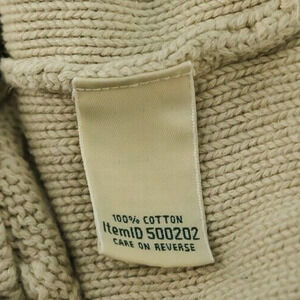 100% COTTON
ItemID 500202
CARE ON REVERSE